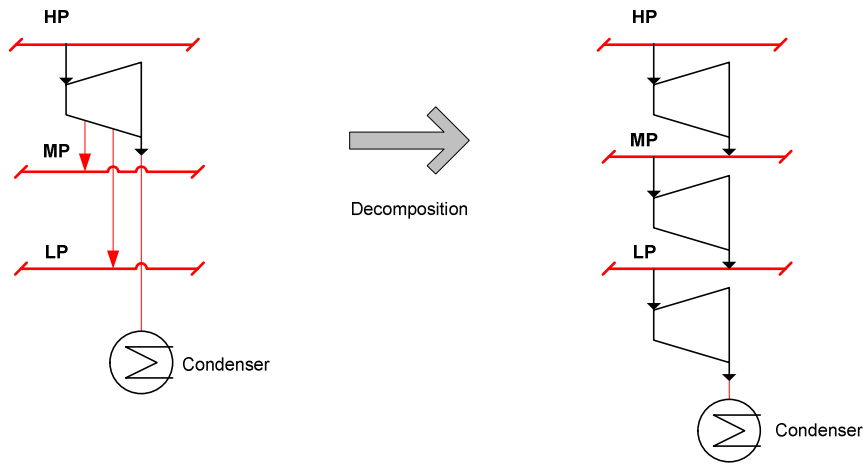 HP
MP
LP
Condenser
Decomposition
HP
MP
LP
Condenser